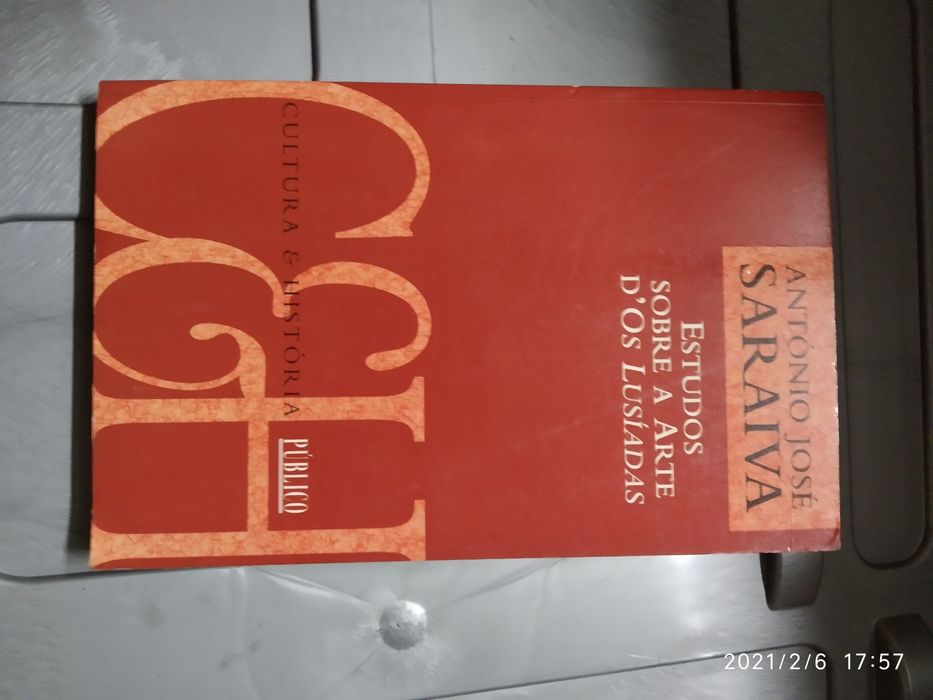 ANTÓNIO JOSÉ
SARAIVA
ESTUDOS
SOBRE A ARTE
D'OS LUSÍADAS
C&H
CULTURA & HISTÓRIA
PÚBLICO
2021/2/6 17:57